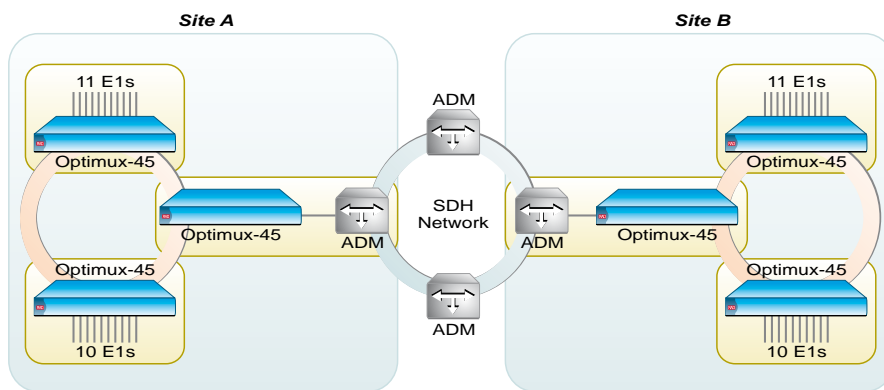 Site A
Site B
11 E1s
Optimux-45
Optimux-45
Optimux-45
10 E1s
ADM
ADM
SDH
Network
ADM
ADM
11 E1s
Optimux-45
Optimux-45
Optimux-45
10 E1s